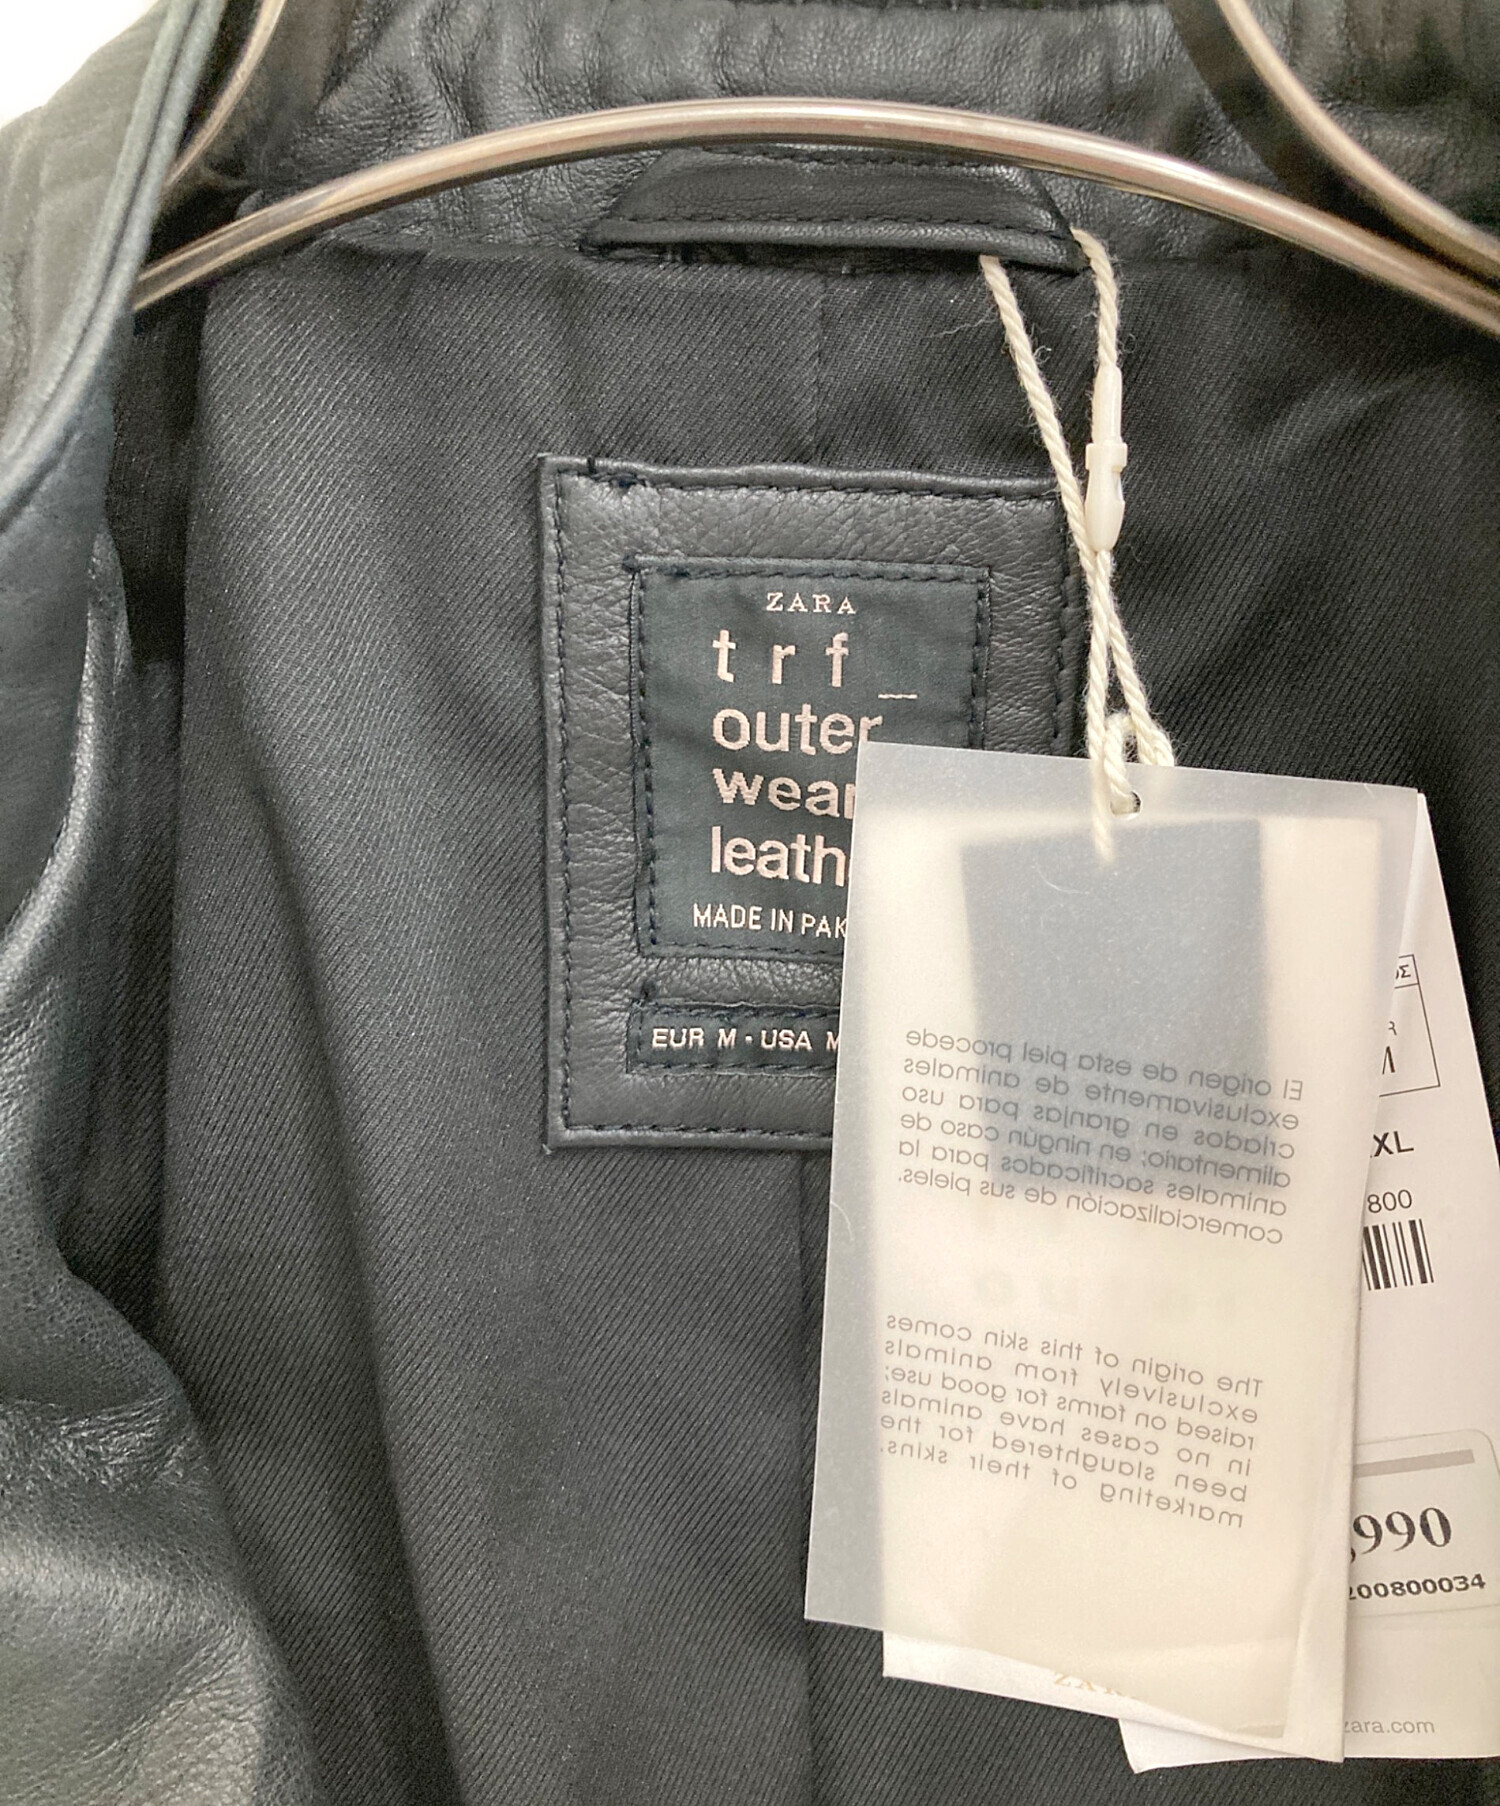 ZARA
trf_
outer
wear
leath
MADE IN PAK
EUR M · USA M
El origen de esta piel procede
exclusivamente de animales
criados en granjas para uso
alimentario; en ningún caso de
animales sacrificados para la
comercialización de sus pieles.
The origin of this skin comes
exclusively from animals
raised on farms for good use;
in no cases have animals
been slaughtered for the
marketing of their skins.
XL
800
,990
200800034
zara.com